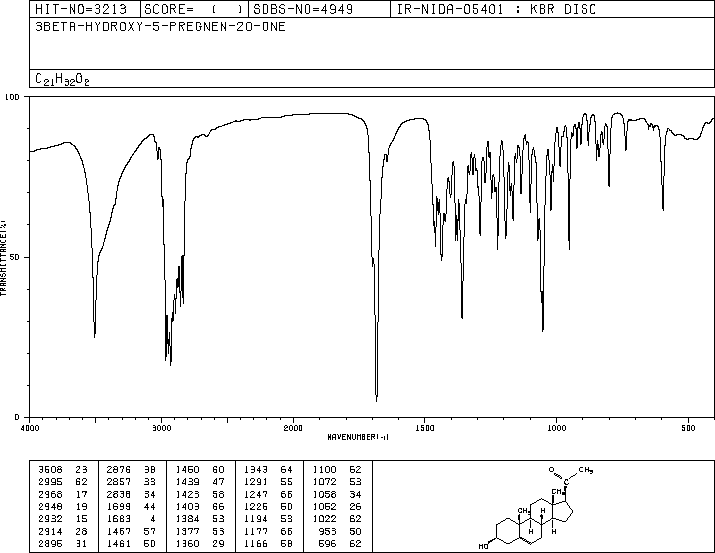 HIT-NO=3213 SCORE= ( ) SDBS-NO=4949 IR-NIDA-05401 : KBR DISC
3BETA-HYDROXY-5-PREGNEN-20-ONE
C21H32O2
100
50
0
TRANSMITTANCE(%)
4000 3000 2000 1500 1000 500
WAVENUMBER(-1)
3508 23 2876 38 1450 60 1343 64 1100 62
2995 62 2857 33 1439 47 1291 55 1072 53
2968 17 2838 34 1423 58 1247 66 1058 34
2948 19 1699 44 1403 66 1226 50 1052 26
2932 15 1683 4 1384 53 1194 53 1022 62
2914 28 1467 57 1377 53 1177 66 953 50
2895 31 1461 50 1360 29 1166 58 596 62
O CH3
C
CH3
CH3
H
H H
HO